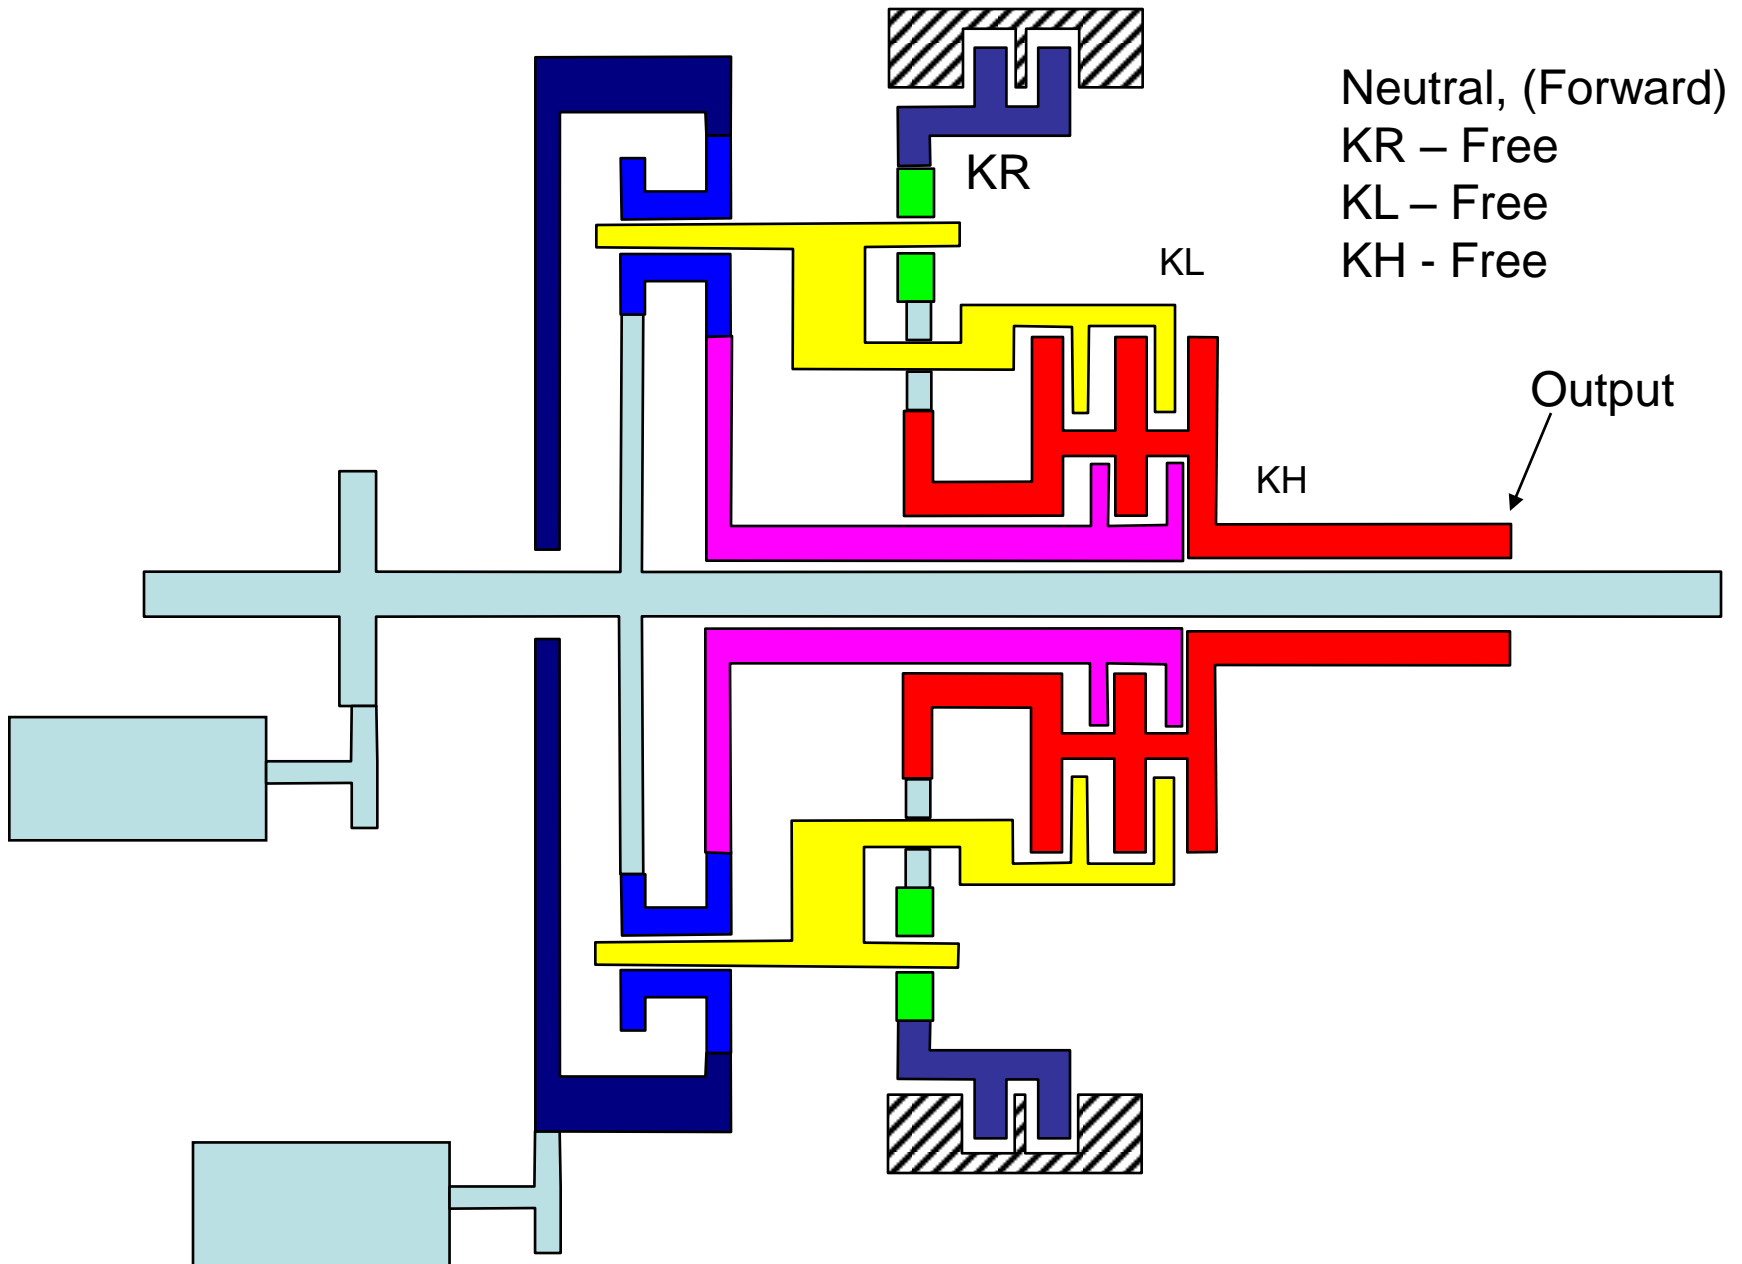 Neutral, (Forward)
KR – Free
KL – Free
KH - Free
KR
KL
Output
KH